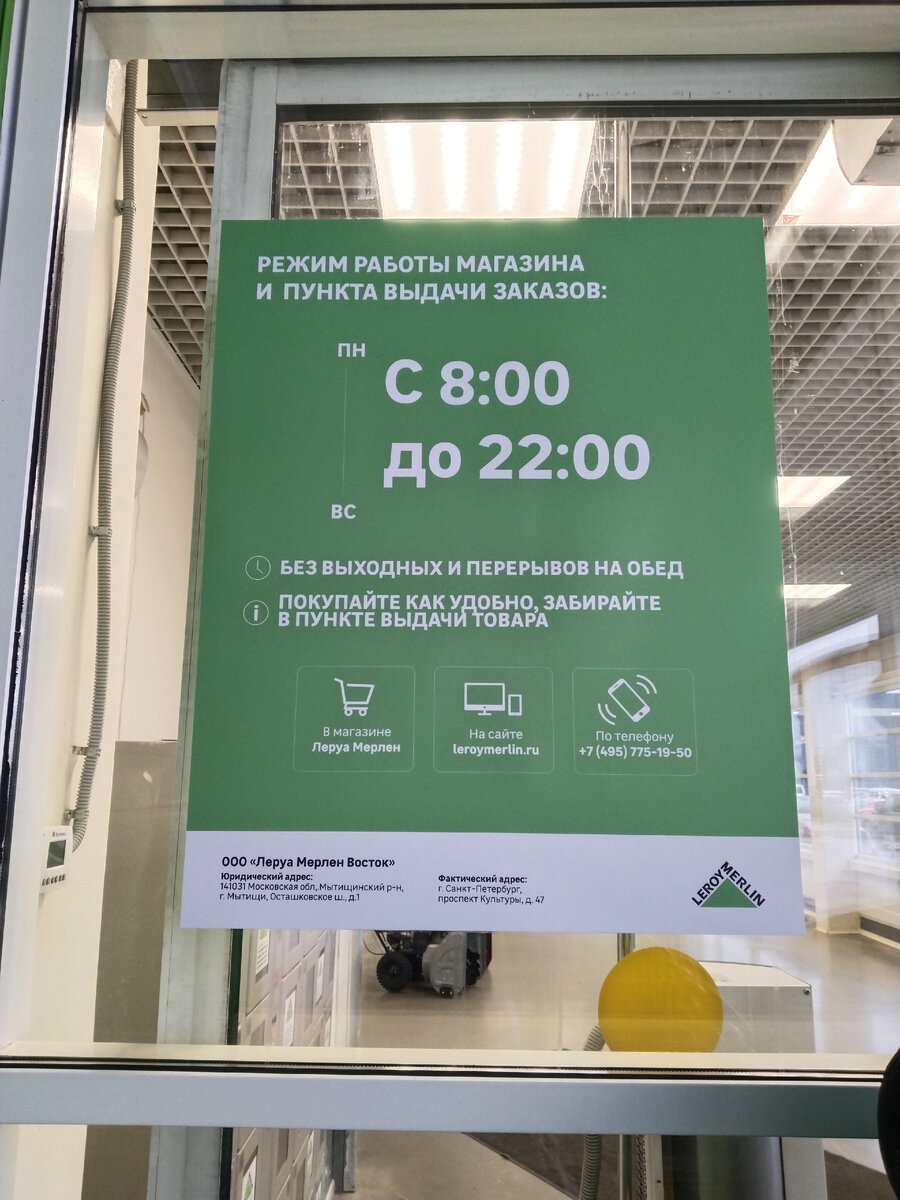 РЕЖИМ РАБОТЫ МАГАЗИНА
И ПУНКТА ВЫДАЧИ ЗАКАЗОВ:
ПН
С 8:00
до 22:00
ВС
БЕЗ ВЫХОДНЫХ И ПЕРЕРЫВОВ НА ОБЕД
ПОКУПАЙТЕ КАК УДОБНО, ЗАБИРАЙТЕ
В ПУНКТЕ ВЫДАЧИ ТОВАРА
В магазине
Леруа Мерлен
На сайте
leroymerlin.ru
По телефону
+7 (495) 775-19-50
ООО «Леруа Мерлен Восток»
Юридический адрес:
141031 Московская обл., Мытищинский р-н,
г. Мытищи, Осташковское ш., д.1
Фактический адрес:
г. Санкт-Петербург,
проспект Культуры, д. 47
LEROY MERLIN